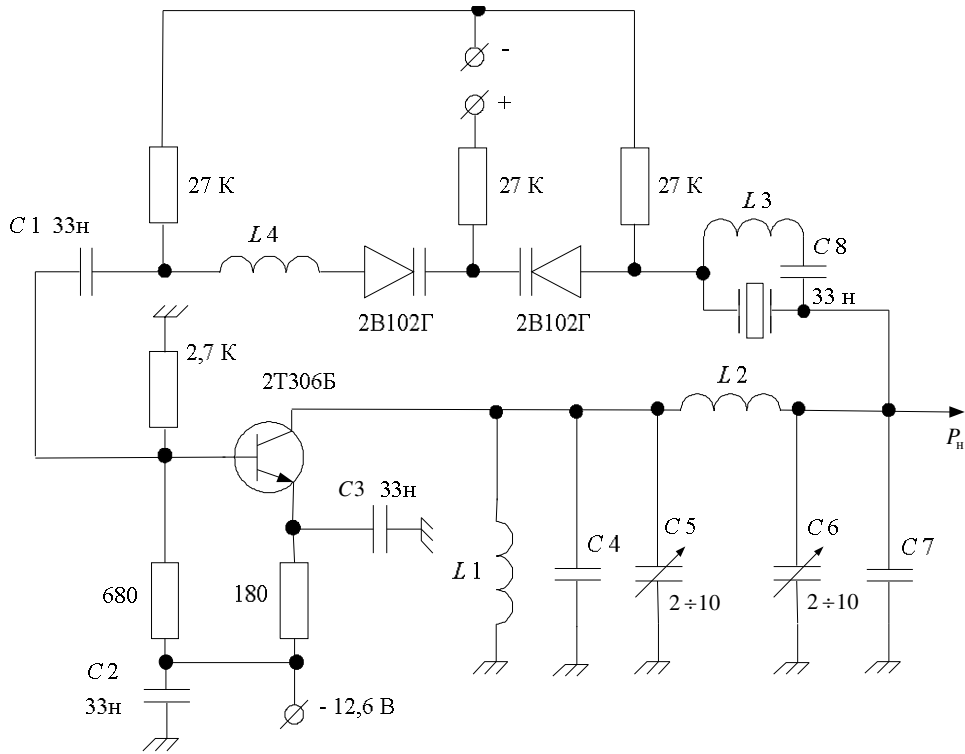 -
+
27 К
27 К
27 К
L 3
C 1 33н
L 4
C 8
33 н
2В102Г
2В102Г
2,7 К
L 2
2Т306Б
Pн
C3 33н
C 5
C 6
C 4
C 7
L 1
680
180
2÷10
2÷10
C 2
33н
- 12,6 В